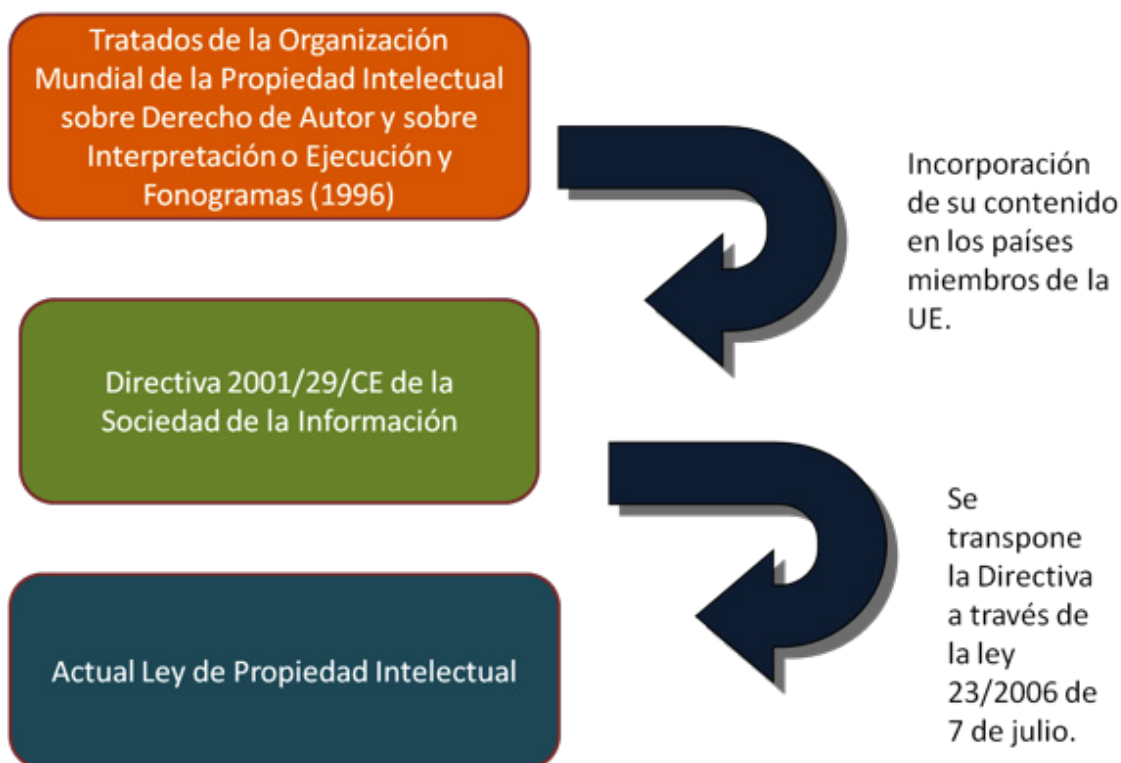 Tratados de la Organización
Mundial de la Propiedad Intelectual
sobre Derecho de Autor y sobre
Interpretación o Ejecución y
Fonogramas (1996)
Incorporación
de su contenido
en los países
miembros de la
UE.
Directiva 2001/29/CE de la
Sociedad de la Información
Se
transpone
la Directiva
a través de
la ley
23/2006 de
7 de julio.
Actual Ley de Propiedad Intelectual